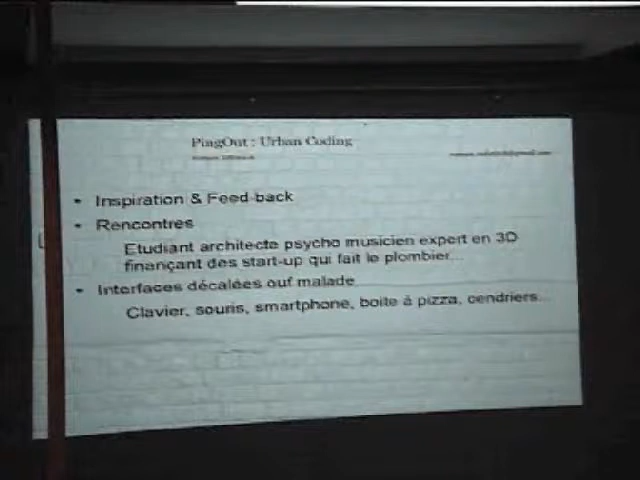 PingOut : Urban Coding
• Inspiration & Feed-back
• Rencontres
Etudiant architecte psycho musicien expert en 3D
finançant des start-up qui fait le plombier...
• Interfaces décalées ouf malade
Clavier, souris, smartphone, boite à pizza, cendriers...